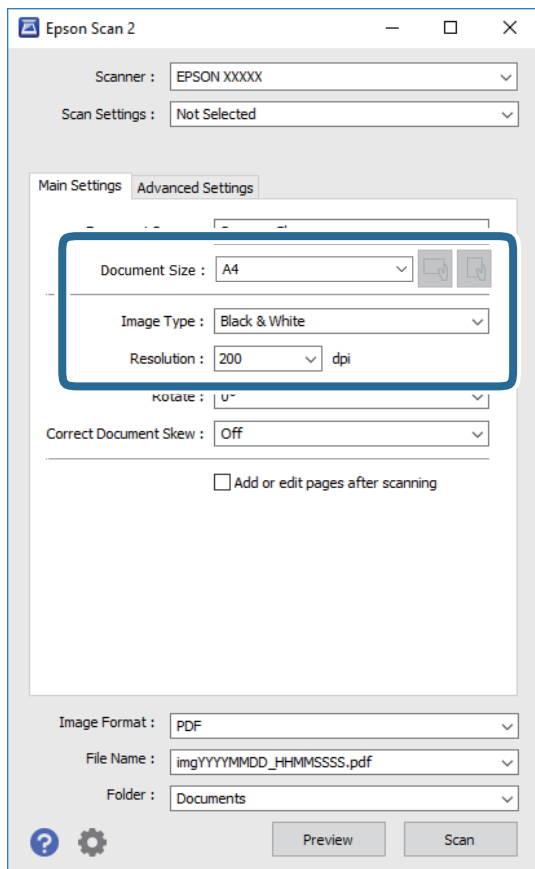 Epson Scan 2
Scanner : EPSON XXXXX
Scan Settings : Not Selected
Main Settings Advanced Settings
Document Size : A4
Image Type : Black & White
Resolution : 200 dpi
Rotate : 0°
Correct Document Skew : Off
Add or edit pages after scanning
Image Format : PDF
File Name : imgYYYYMMDD_HHMMSSSS.pdf
Folder : Documents
? Preview Scan